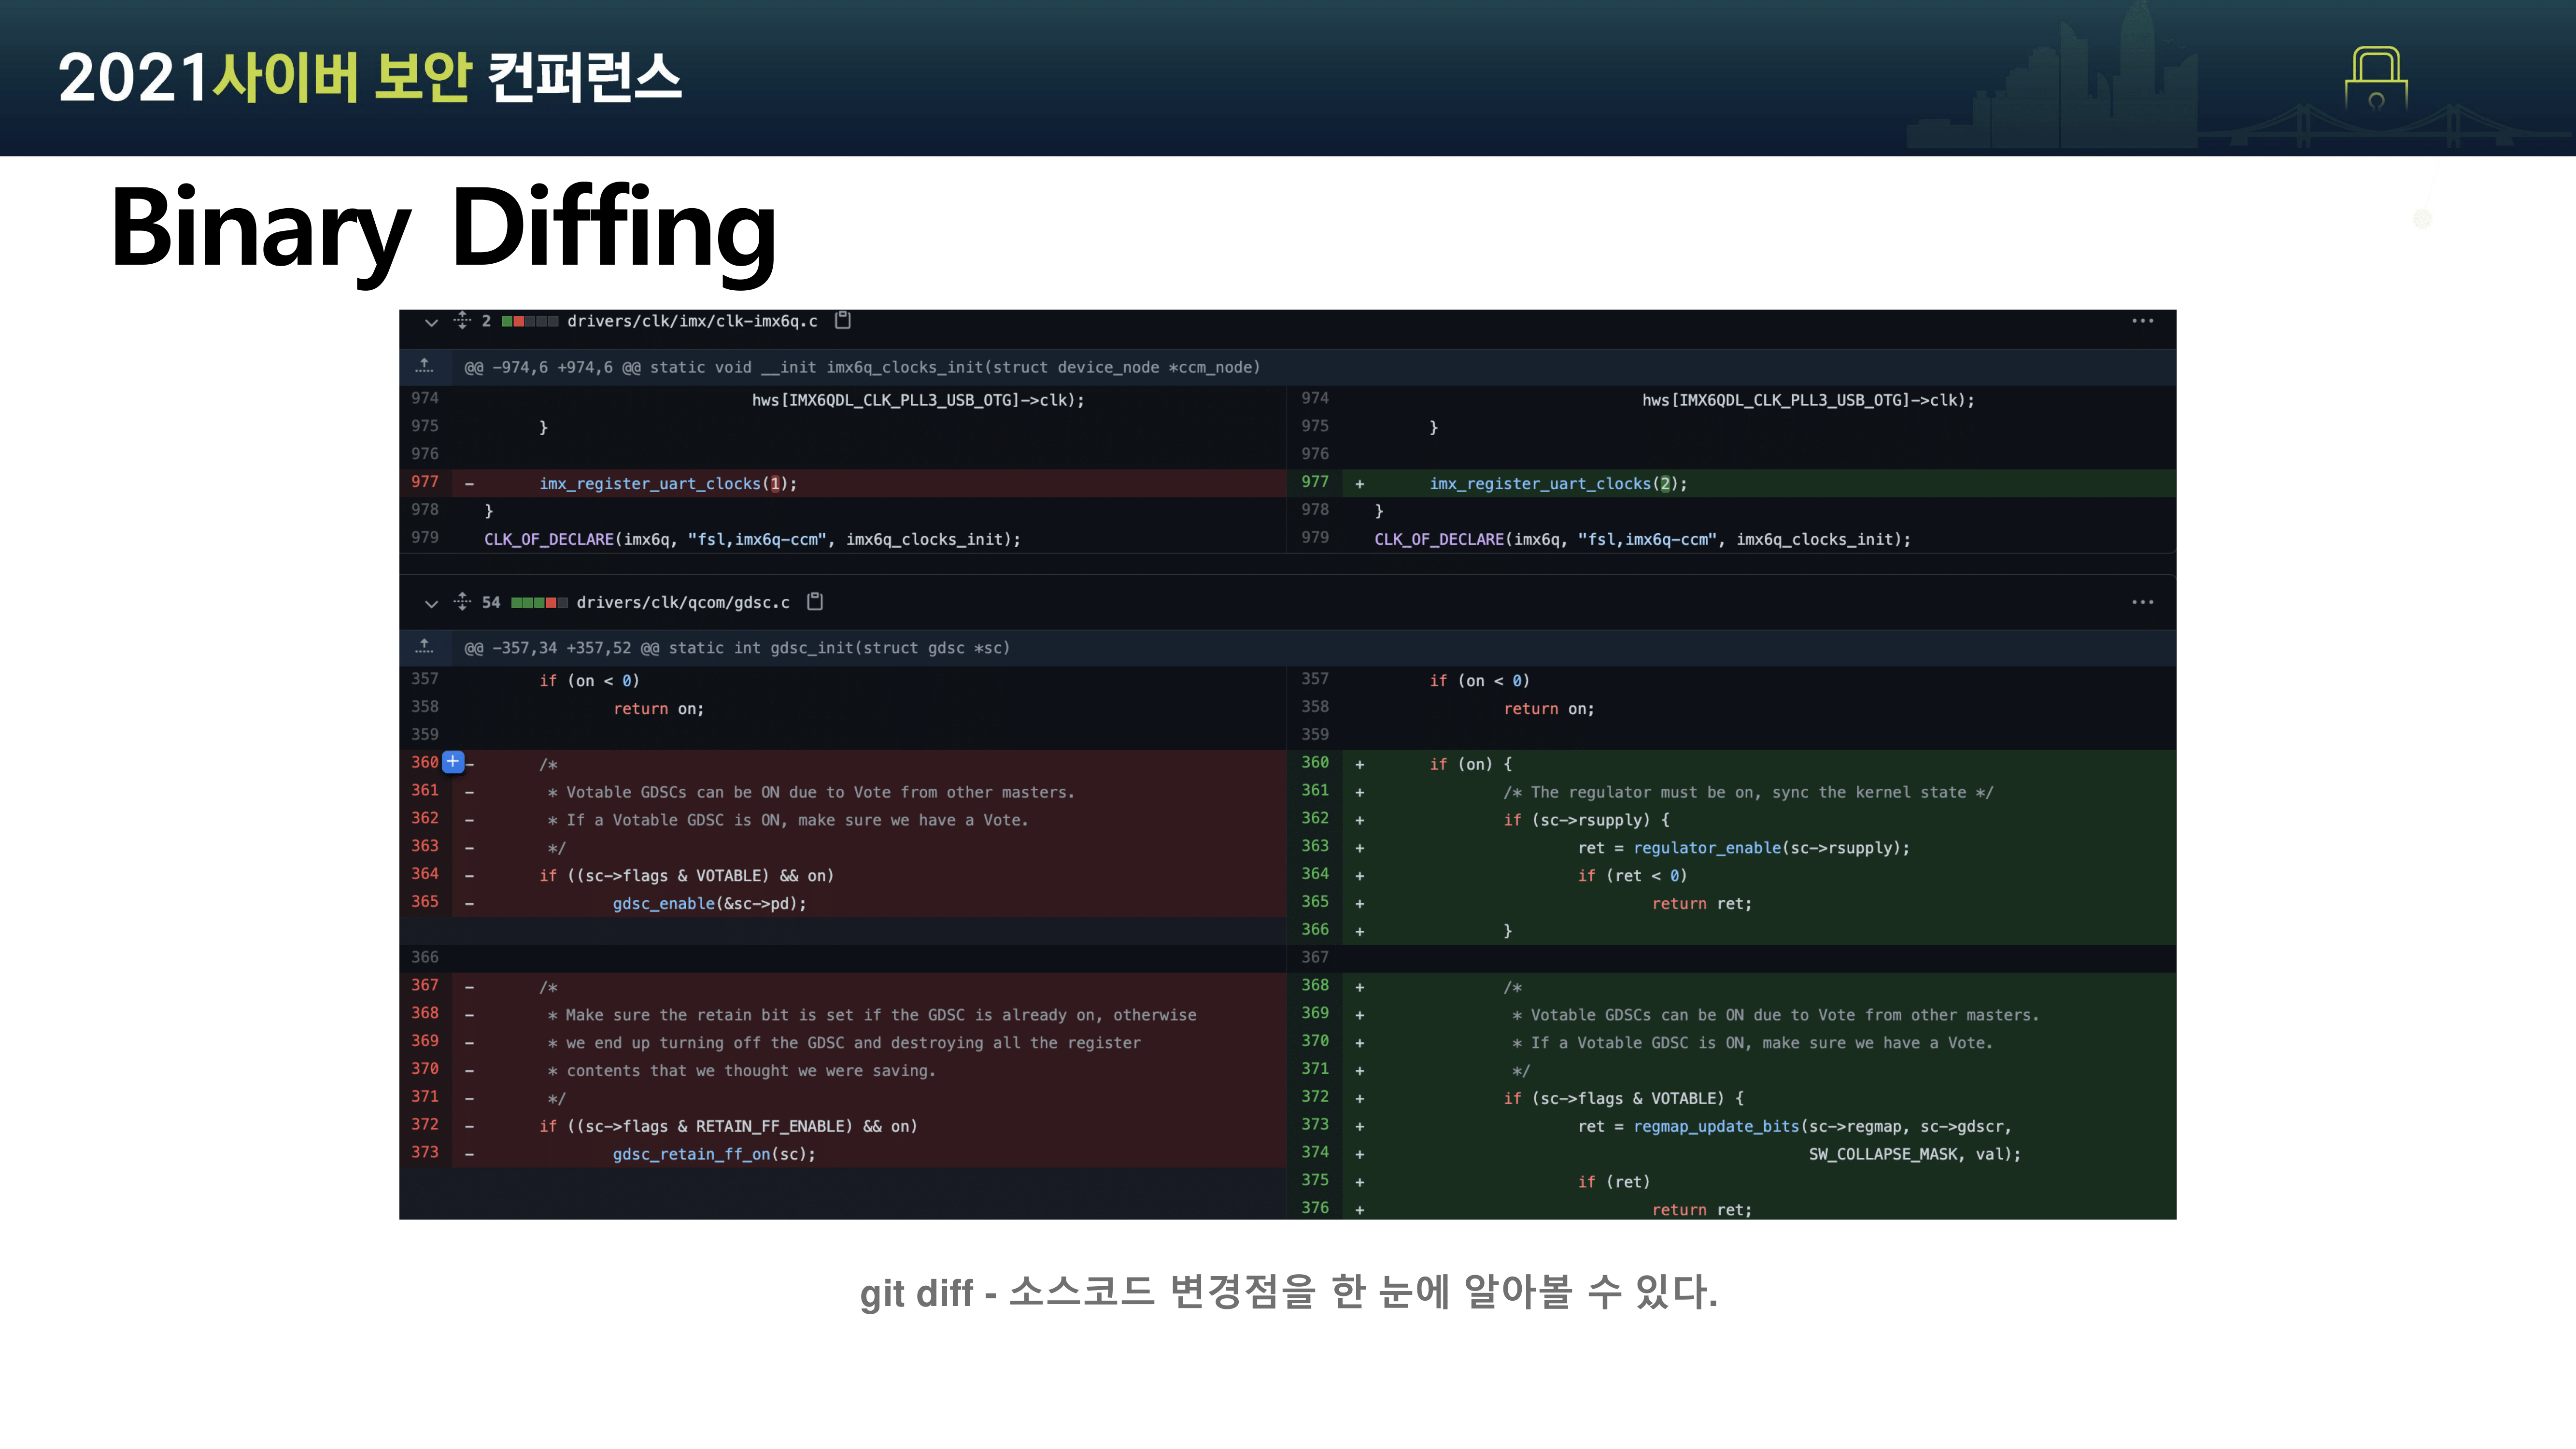 2021사이버 보안 컨퍼런스
Binary Diffing
2 drivers/clk/imx/clk-imx6q.c
@@ -974,6 +974,6 @@ static void __init imx6q_clocks_init(struct device_node *ccm_node)
974 hws[IMX6QDL_CLK_PLL3_USB_OTG]->clk); 974 hws[IMX6QDL_CLK_PLL3_USB_OTG]->clk);
975 } 975 }
976 976
977 - imx_register_uart_clocks(1); 977 + imx_register_uart_clocks(2);
978 } 978 }
979 CLK_OF_DECLARE(imx6q, "fsl,imx6q-ccm", imx6q_clocks_init); 979 CLK_OF_DECLARE(imx6q, "fsl,imx6q-ccm", imx6q_clocks_init);
54 drivers/clk/qcom/gdsc.c
@@ -357,34 +357,52 @@ static int gdsc_init(struct gdsc *sc)
357 if (on < 0) 357 if (on < 0)
358 return on; 358 return on;
359 359
360 - /* 360 + if (on) {
361 - * Votable GDSCs can be ON due to Vote from other masters. 361 + /* The regulator must be on, sync the kernel state */
362 - * If a Votable GDSC is ON, make sure we have a Vote. 362 + if (sc->rsupply) {
363 - */ 363 + ret = regulator_enable(sc->rsupply);
364 - if ((sc->flags & VOTABLE) && on) 364 + if (ret < 0)
365 - gdsc_enable(&sc->pd); 365 + return ret;
366 + }
366 367
367 - /* 368 + /*
368 - * Make sure the retain bit is set if the GDSC is already on, otherwise 369 + * Votable GDSCs can be ON due to Vote from other masters.
369 - * we end up turning off the GDSC and destroying all the register 370 + * If a Votable GDSC is ON, make sure we have a Vote.
370 - * contents that we thought we were saving. 371 + */
371 - */ 372 + if (sc->flags & VOTABLE) {
372 - if ((sc->flags & RETAIN_FF_ENABLE) && on) 373 + ret = regmap_update_bits(sc->regmap, sc->gdscr,
373 - gdsc_retain_ff_on(sc); 374 + SW_COLLAPSE_MASK, val);
375 + if (ret)
376 + return ret;
git diff - 소스코드 변경점을 한 눈에 알아볼 수 있다.